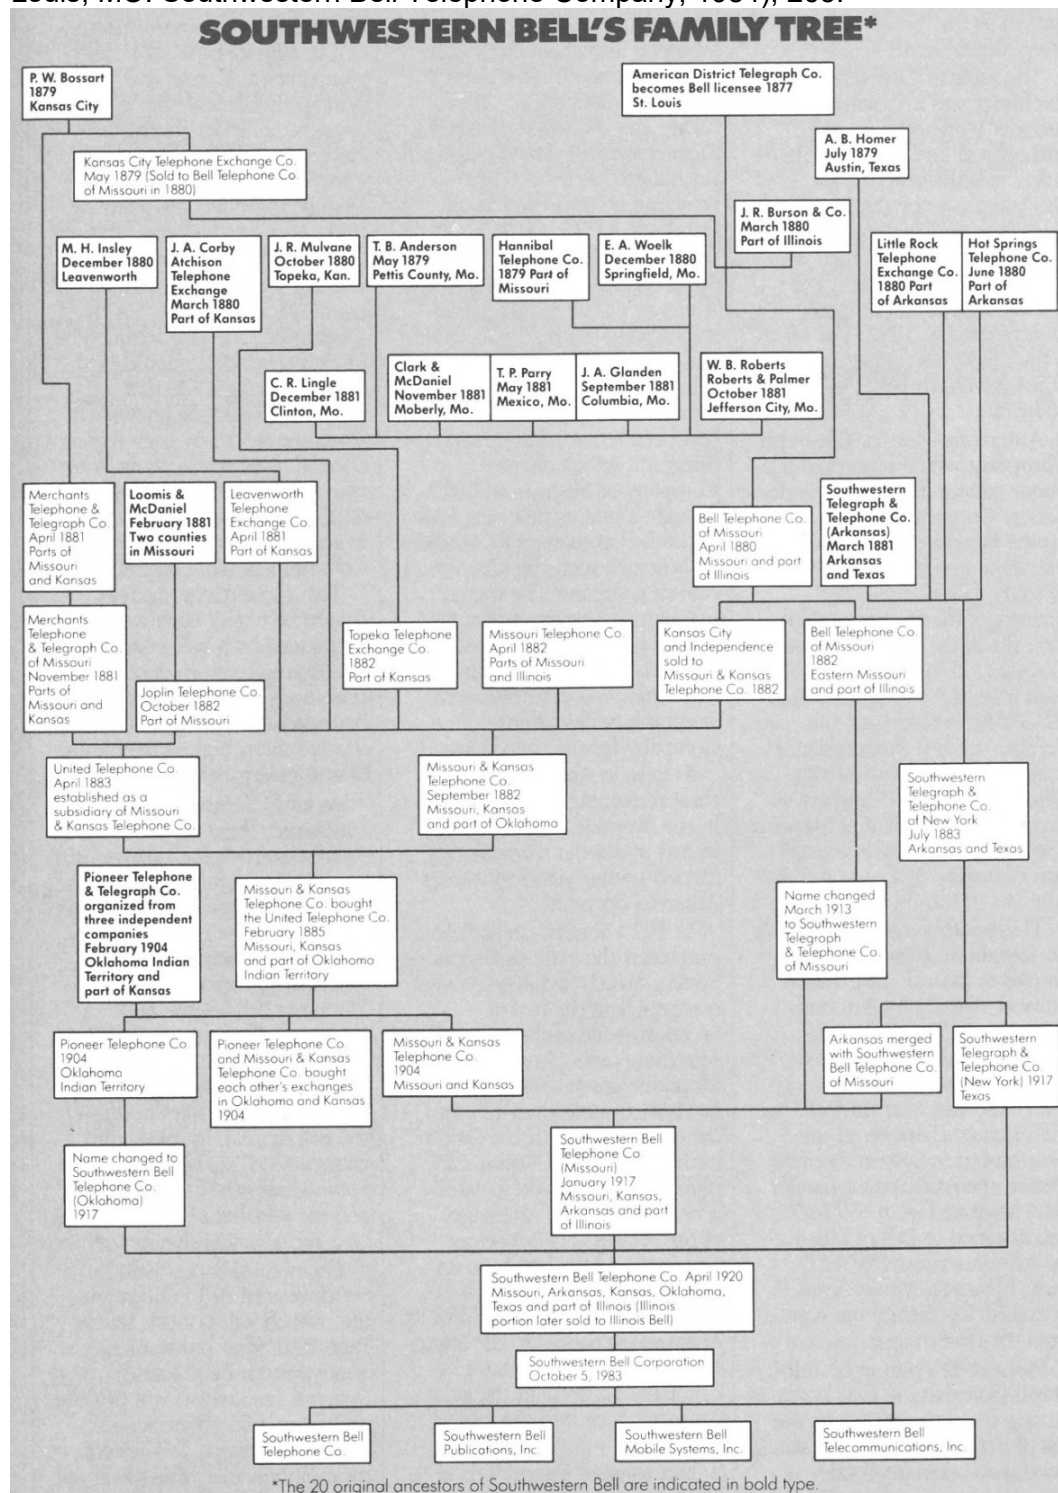 Louis, MO: Southwestern Bell Telephone Company, 1984), 209.
SOUTHWESTERN BELL'S FAMILY TREE*
P. W. Bossart
1879
Kansas City
American District Telegraph Co.
becomes Bell licensee 1877
St. Louis
A. B. Homer
July 1879
Austin, Texas
Kansas City Telephone Exchange Co.
May 1879 (Sold to Bell Telephone Co.
of Missouri in 1880)
J. R. Burson & Co.
March 1880
Part of Illinois
M. H. Insley
December 1880
Leavenworth
J. A. Corby
Atchison
Telephone
Exchange
March 1880
Part of Kansas
J. R. Mulvane
October 1880
Topeka, Kan.
T. B. Anderson
May 1879
Pettis County, Mo.
Hannibal
Telephone Co.
1879 Part of
Missouri
E. A. Woelk
December 1880
Springfield, Mo.
Little Rock
Telephone
Exchange Co.
1880 Part
of Arkansas
Hot Springs
Telephone Co.
June 1880
Part of
Arkansas
C. R. Lingle
December 1881
Clinton, Mo.
Clark &
McDaniel
November 1881
Moberly, Mo.
T. P. Parry
May 1881
Mexico, Mo.
J. A. Glanden
September 1881
Columbia, Mo.
W. B. Roberts
Roberts & Palmer
October 1881
Jefferson City, Mo.
Merchants
Telephone &
Telegraph Co.
April 1881
Parts of
Missouri
and Kansas
Loomis &
McDaniel
February 1881
Two counties
in Missouri
Leavenworth
Telephone
Exchange Co.
April 1881
Part of Kansas
Bell Telephone Co.
of Missouri
April 1880
Missouri and part
of Illinois
Southwestern
Telegraph &
Telephone Co.
(Arkansas)
March 1881
Arkansas
and Texas
Merchants
Telephone
& Telegraph Co.
of Missouri
November 1881
Parts of
Missouri and
Kansas
Joplin Telephone Co.
October 1882
Part of Missouri
Topeka Telephone
Exchange Co.
1882
Part of Kansas
Missouri Telephone Co.
April 1882
Parts of Missouri
and Illinois
Kansas City
and Independence
sold to
Missouri & Kansas
Telephone Co. 1882
Bell Telephone Co.
of Missouri
1882
Eastern Missouri
and part of Illinois
United Telephone Co.
April 1883
established as a
subsidiary of Missouri
& Kansas Telephone Co.
Missouri & Kansas
Telephone Co.
September 1882
Missouri, Kansas
and part of Oklahoma
Southwestern
Telegraph &
Telephone Co.
of New York
July 1883
Arkansas and Texas
Pioneer Telephone
& Telegraph Co.
organized from
three independent
companies
February 1904
Oklahoma Indian
Territory and
part of Kansas
Missouri & Kansas
Telephone Co. bought
the United Telephone Co.
February 1885
Missouri, Kansas
and part of Oklahoma
Indian Territory
Name changed
March 1913
to Southwestern
Telegraph
& Telephone Co.
of Missouri
Pioneer Telephone Co.
1904
Oklahoma
Indian Territory
Pioneer Telephone Co.
and Missouri & Kansas
Telephone Co. bought
each other's exchanges
in Oklahoma and Kansas
1904
Missouri & Kansas
Telephone Co.
1904
Missouri and Kansas
Arkansas merged
with Southwestern
Bell Telephone Co.
of Missouri
Southwestern
Telegraph &
Telephone Co.
(New York) 1917
Texas
Name changed to
Southwestern Bell
Telephone Co.
(Oklahoma)
1917
Southwestern Bell
Telephone Co.
(Missouri)
January 1917
Missouri, Kansas,
Arkansas and part
of Illinois
Southwestern Bell Telephone Co. April 1920
Missouri, Arkansas, Kansas, Oklahoma,
Texas and part of Illinois (Illinois
portion later sold to Illinois Bell)
Southwestern Bell Corporation
October 5, 1983
Southwestern Bell
Telephone Co.
Southwestern Bell
Publications, Inc.
Southwestern Bell
Mobile Systems, Inc.
Southwestern Bell
Telecommunications, Inc.
*The 20 original ancestors of Southwestern Bell are indicated in bold type.